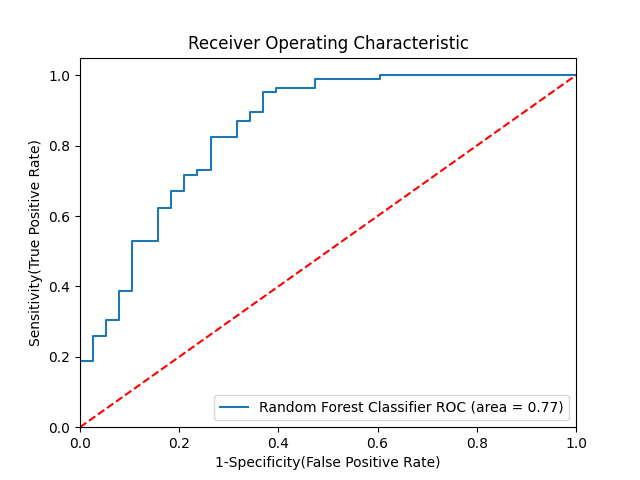 Receiver Operating Characteristic
1.0
0.8
0.6
0.4
0.2
0.0
Sensitivity(True Positive Rate)
Random Forest Classifier ROC (area = 0.77)
0.0 0.2 0.4 0.6 0.8 1.0
1-Specificity(False Positive Rate)